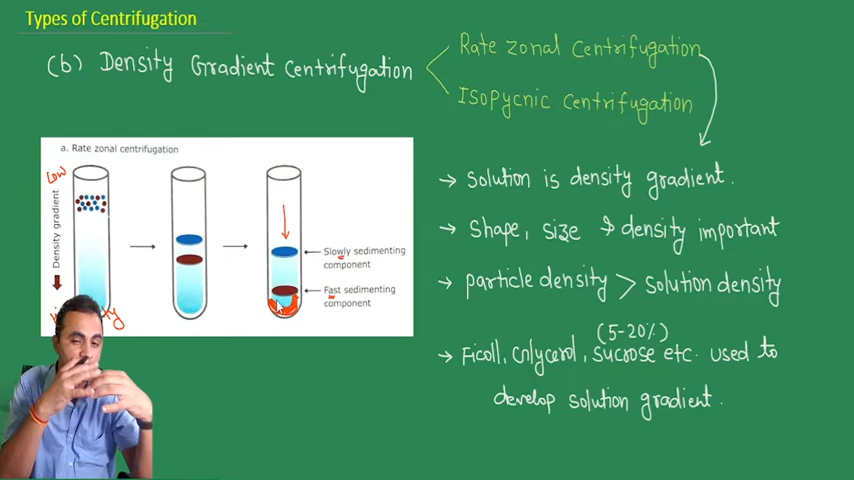 Types of Centrifugation
(b) Density Gradient Centrifugation
Rate zonal Centrifugation
Isopycnic Centrifugation
a. Rate zonal centrifugation
Low
Density gradient
Slowly sedimenting
component
Fast sedimenting
component
→ Solution is density gradient.
→ Shape, size & density important
→ particle density > solution density
(5-20%)
→ Ficoll, Glycerol, sucrose etc. used to
develop solution gradient.